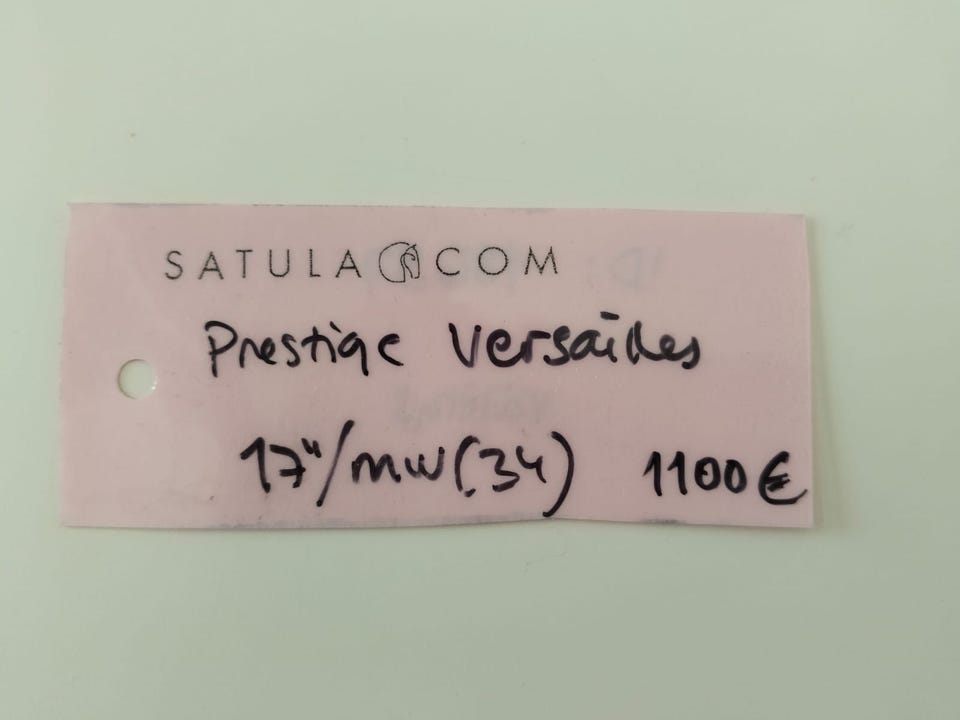 SATULA COM
Prestige Versailles
17"/MW(34) 1100€